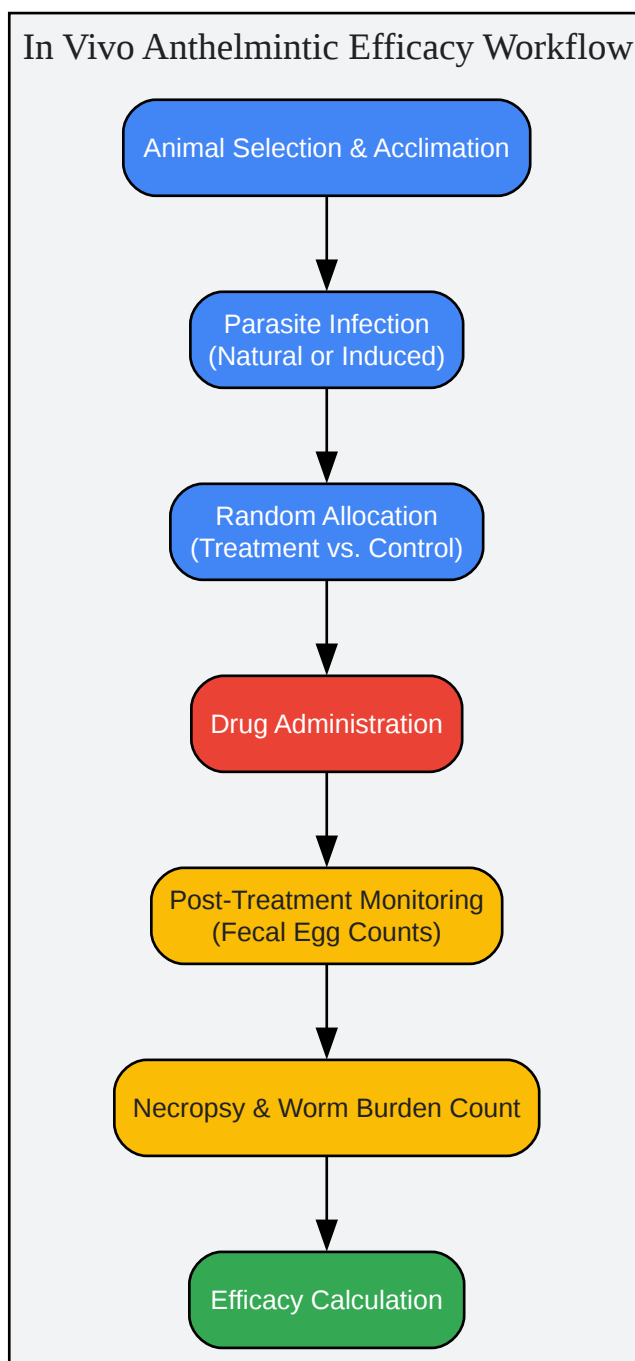 In Vivo Anthelmintic Efficacy Workflow
Animal Selection & Acclimation
Parasite Infection
(Natural or Induced)
Random Allocation
(Treatment vs. Control)
Drug Administration
Post-Treatment Monitoring
(Fecal Egg Counts)
Necropsy & Worm Burden Count
Efficacy Calculation